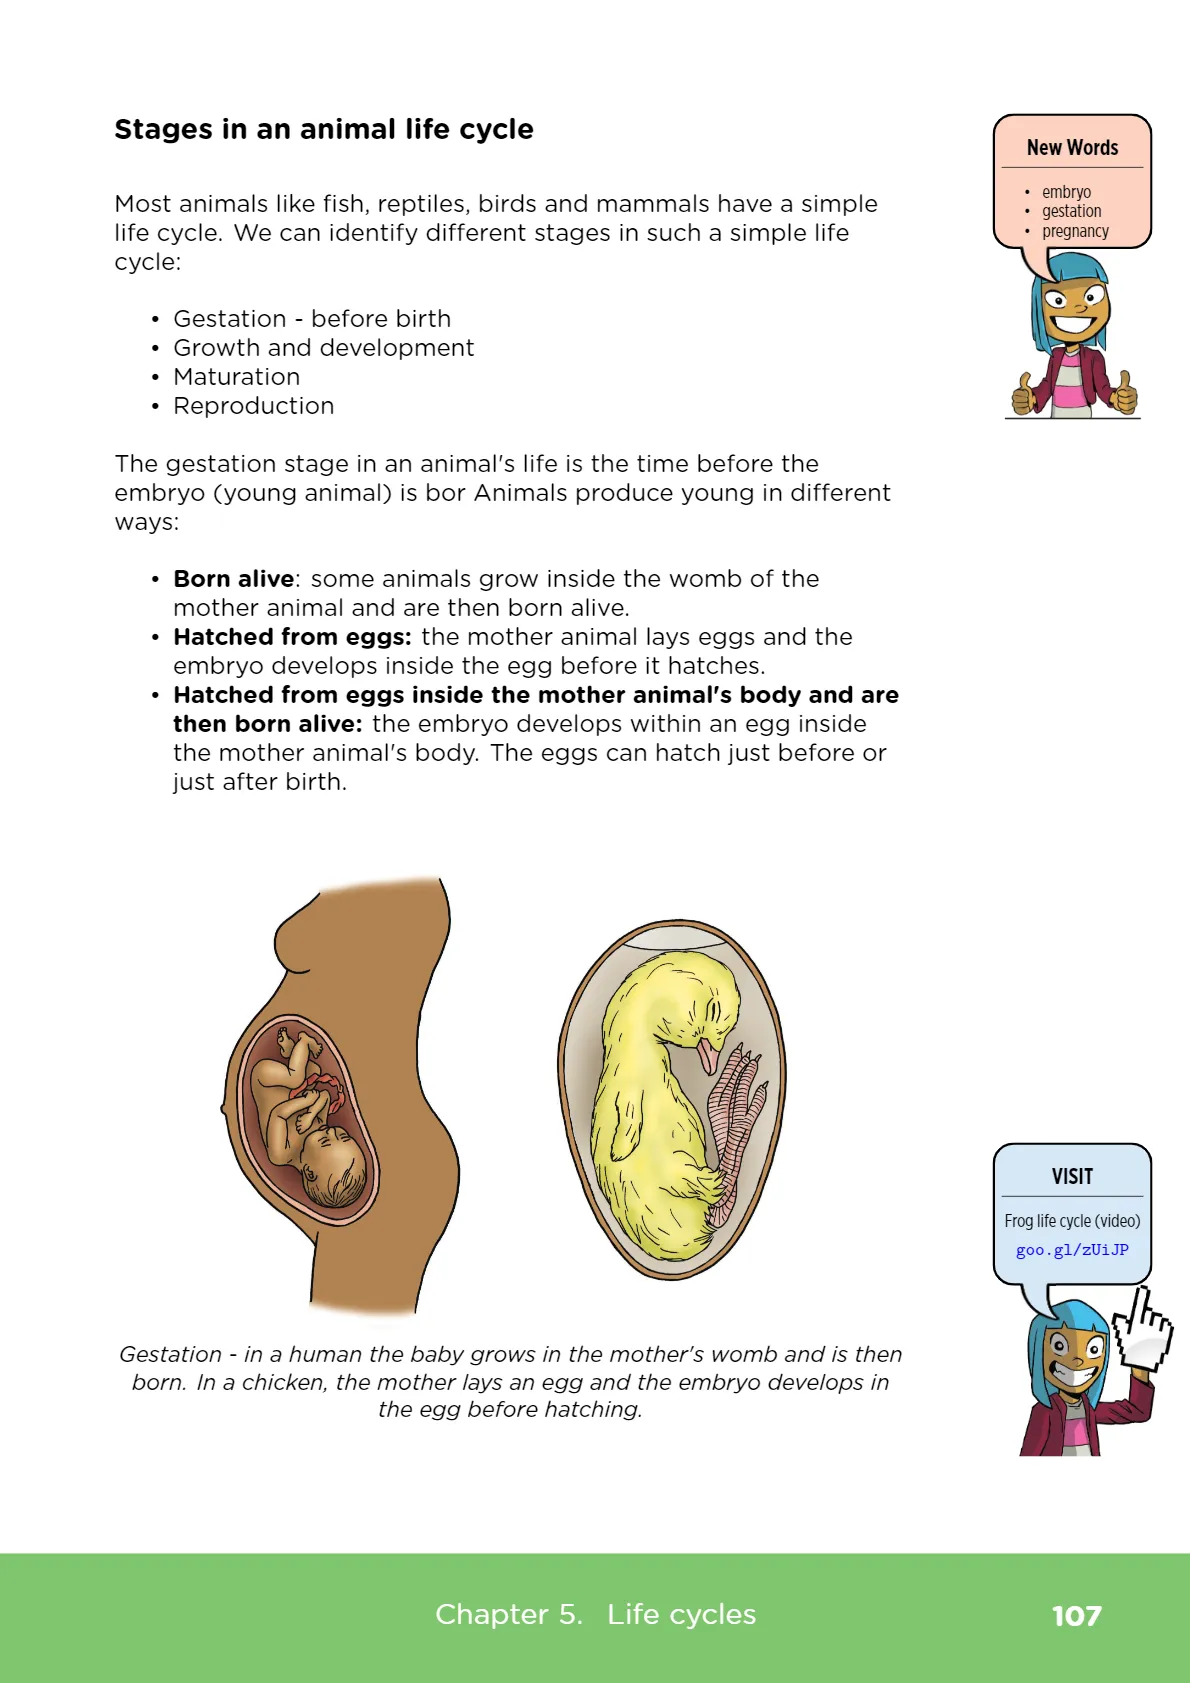 Stages in an animal life cycle
Most animals like fish, reptiles, birds and mammals have a simple
life cycle. We can identify different stages in such a simple life
cycle:
• Gestation - before birth
• Growth and development
• Maturation
• Reproduction
The gestation stage in an animal's life is the time before the
embryo (young animal) is bor Animals produce young in different
ways:
• Born alive: some animals grow inside the womb of the
mother animal and are then born alive.
• Hatched from eggs: the mother animal lays eggs and the
embryo develops inside the egg before it hatches.
• Hatched from eggs inside the mother animal's body and are
then born alive: the embryo develops within an egg inside
the mother animal's body. The eggs can hatch just before or
just after birth.
Gestation - in a human the baby grows in the mother's womb and is then
born. In a chicken, the mother lays an egg and the embryo develops in
the egg before hatching.
New Words
• embryo
• gestation
• pregnancy
VISIT
Frog life cycle (video)
goo.gl/zUiJP
Chapter 5. Life cycles
107